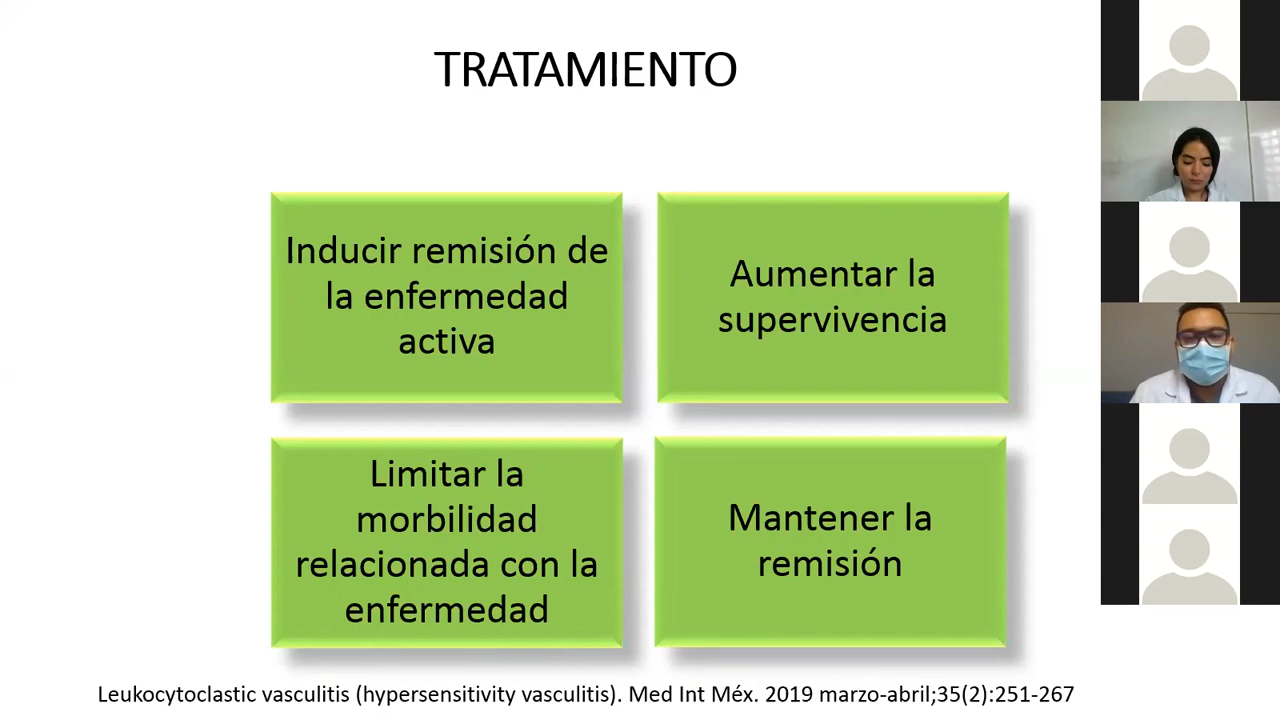 TRATAMIENTO
Inducir remisión de
la enfermedad
activa
Aumentar la
supervivencia
Limitar la
morbilidad
relacionada con la
enfermedad
Mantener la
remisión
Leukocytoclastic vasculitis (hypersensitivity vasculitis). Med Int Méx. 2019 marzo-abril;35(2):251-267